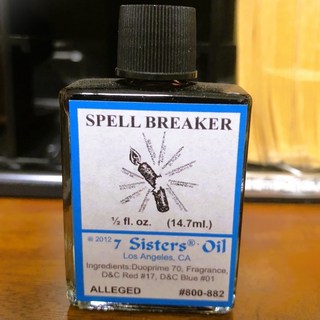 SPELL BREAKER
½ fl. oz. (14.7ml.)
© 2012 7 Sisters® Oil
Los Angeles, CA
Ingredients:Duoprime 70, Fragrance,
D&C Red #17, D&C Blue #01
ALLEGED #800-882